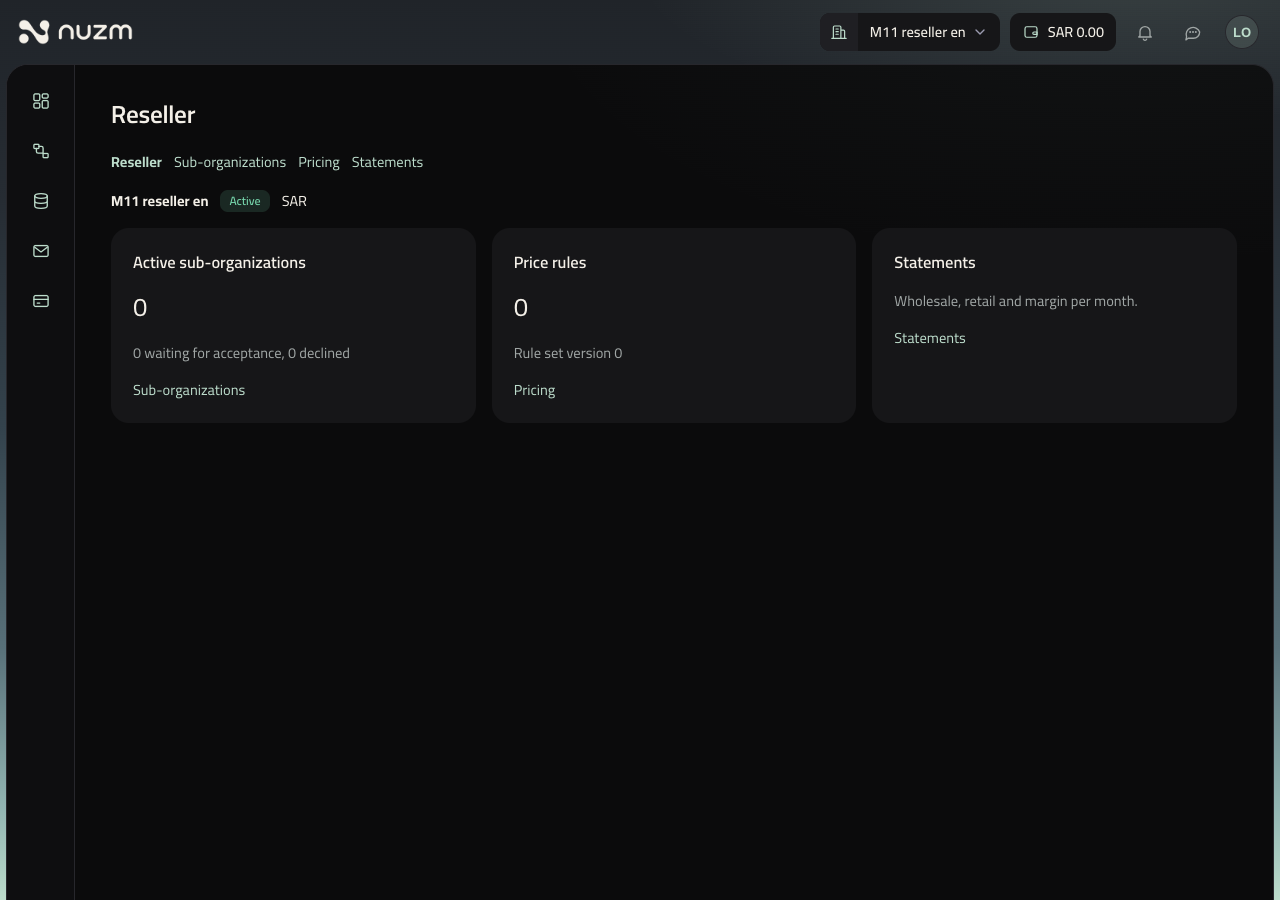 nuzm
M11 reseller en
SAR 0.00
LO
Reseller
Reseller Sub-organizations Pricing Statements
M11 reseller en Active SAR
Active sub-organizations
0
0 waiting for acceptance, 0 declined
Sub-organizations
Price rules
0
Rule set version 0
Pricing
Statements
Wholesale, retail and margin per month.
Statements